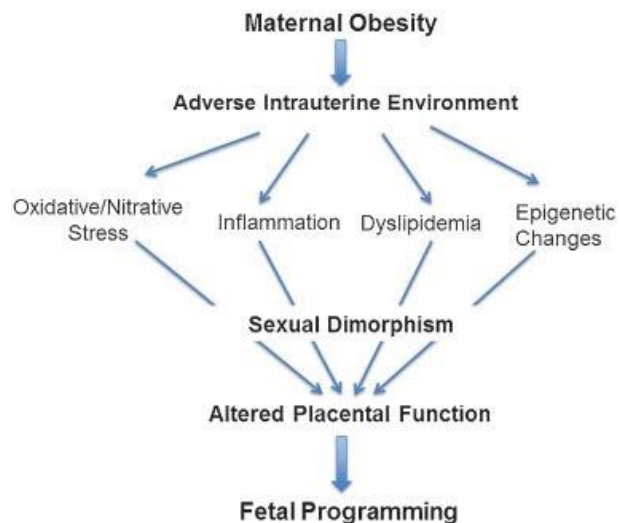 Maternal Obesity
Adverse Intrauterine Environment
Oxidative/Nitrative
Stress
Inflammation
Dyslipidemia
Epigenetic
Changes
Sexual Dimorphism
Altered Placental Function
Fetal Programming